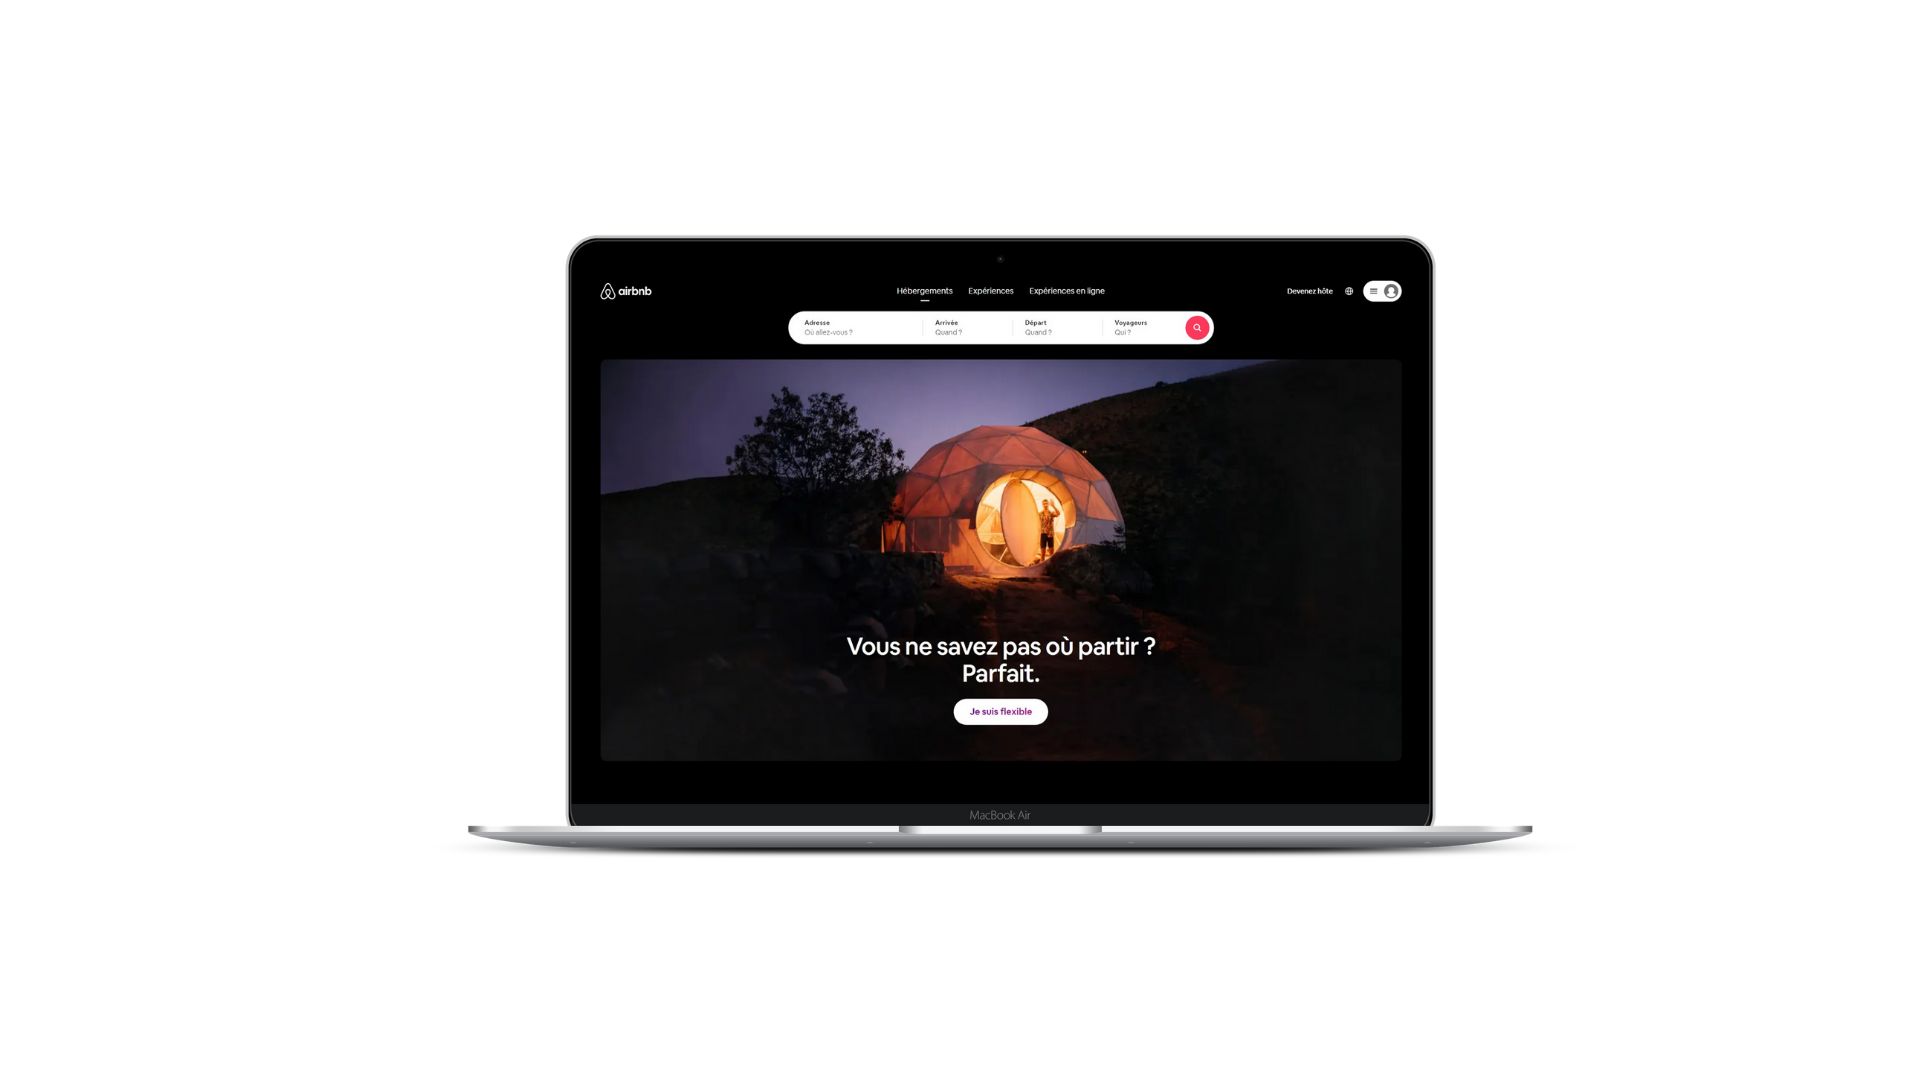 airbnb
Hébergements Expériences Expériences en ligne
Devenez hôte
Adresse Arrivée Départ Voyageurs
Où allez-vous ? Quand ? Quand ? Qui ?
Vous ne savez pas où partir ?
Parfait.
Je suis flexible
MacBook Air